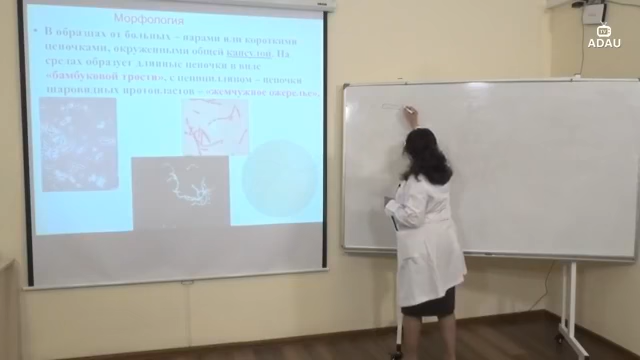 Морфология
• В образцах от больных – парами или короткими
цепочками, окруженными общей капсулой. На
средах образует длинные цепочки в виде
«бамбуковой трости», с пенициллином – цепочки
шаровидных протопластов – «жемчужное ожерелье».
TV
ADAU